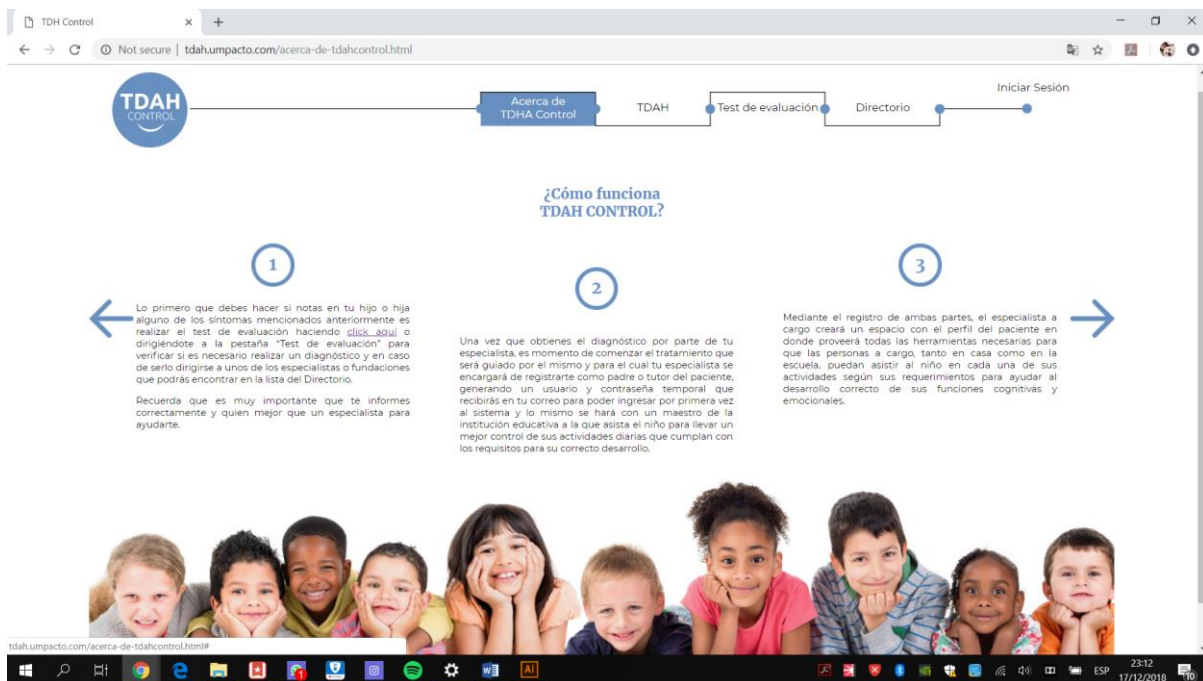 TDH Control
Not secure | tdah.umpacto.com/acerca-de-tdahcontrol.html
TDAH
CONTROL
Acerca de
TDHA Control
TDAH
Test de evaluación
Directorio
Iniciar Sesión
¿Cómo funciona
TDAH CONTROL?
1
Lo primero que debes hacer si notas en tu hijo o hija
alguno de los síntomas mencionados anteriormente es
realizar el test de evaluación haciendo click aquí o
dirigiéndote a la pestaña “Test de evaluación” para
verificar si es necesario realizar un diagnóstico y en caso
de serlo dirigirse a unos de los especialistas o fundaciones
que podrás encontrar en la lista del Directorio.
Recuerda que es muy importante que te informes
correctamente y quien mejor que un especialista para
ayudarte.
2
Una vez que obtienes el diagnóstico por parte de tu
especialista, es momento de comenzar el tratamiento que
será guiado por el mismo y para el cual tu especialista se
encargará de registrarte como padre o tutor del paciente,
generando un usuario y contraseña temporal que
recibirás en tu correo para poder ingresar por primera vez
al sistema y lo mismo se hará con un maestro de la
institución educativa a la que asista el niño para llevar un
mejor control de sus actividades diarias que cumplan con
los requisitos para su correcto desarrollo.
3
Mediante el registro de ambas partes, el especialista a
cargo creará un espacio con el perfil del paciente en
donde proveerá todas las herramientas necesarias para
que las personas a cargo, tanto en casa como en la
escuela, puedan asistir al niño en cada una de sus
actividades según sus requerimientos para ayudar al
desarrollo correcto de sus funciones cognitivas y
emocionales.
tdah.umpacto.com/acerca-de-tdahcontrol.html#
Ai
ESP
23:12
17/12/2018